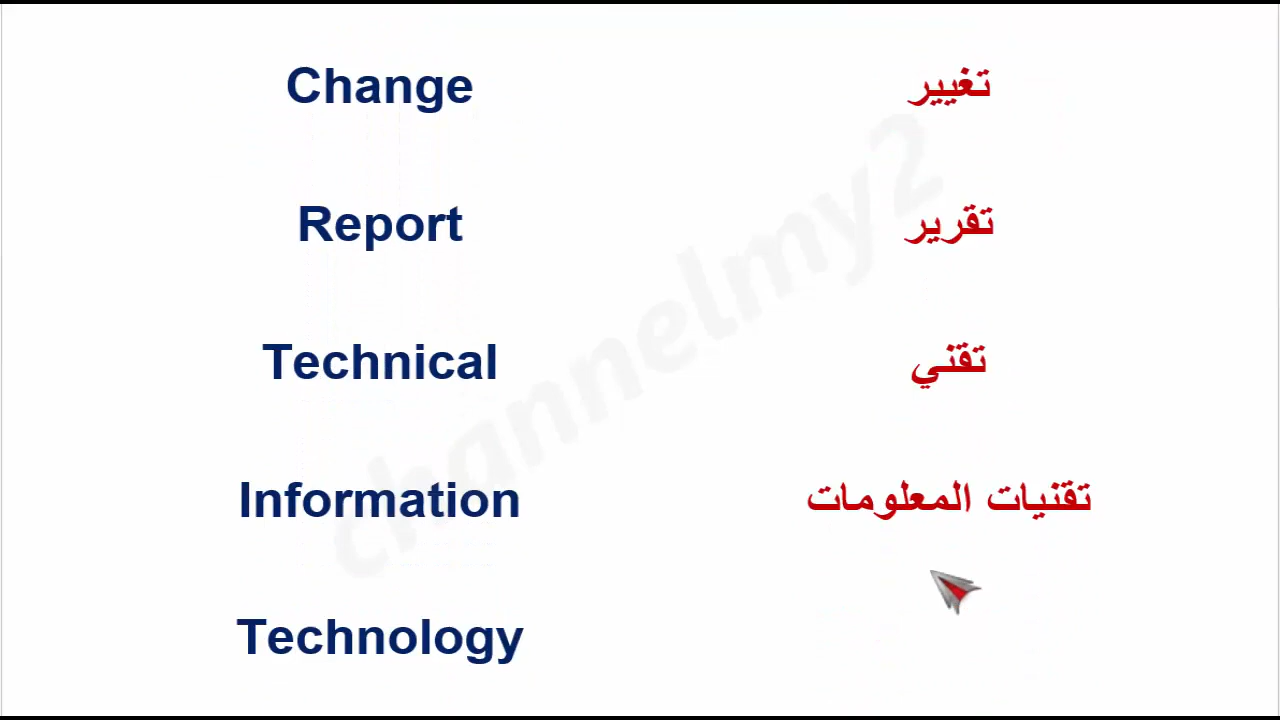 Change تغيير
Report تقرير
Technical تقني
Information تقنيات المعلومات
Technology
channelmy2